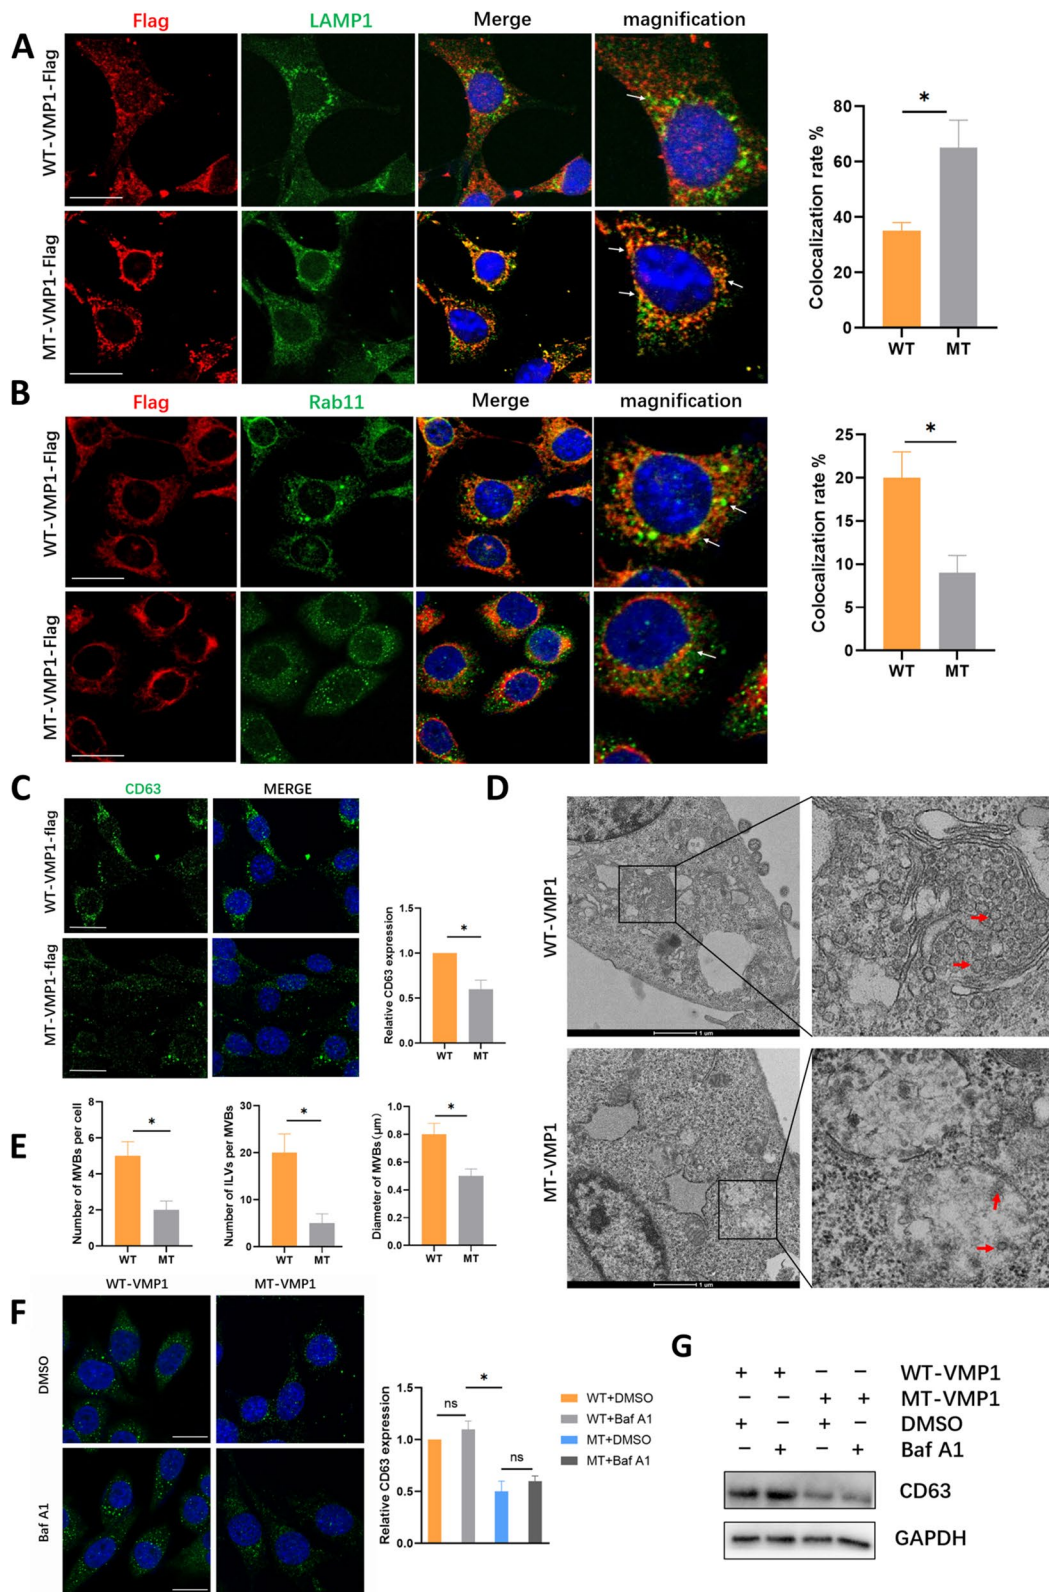 A
Flag LAMP1 Merge magnification
WT-VMP1-Flag
MT-VMP1-Flag
Colocalization rate %
80
60
40
20
0
*
WT MT
B
Flag Rab11 Merge magnification
WT-VMP1-Flag
MT-VMP1-Flag
Colocalization rate %
25
20
15
10
5
0
*
WT MT
C
CD63 MERGE
WT-VMP1-flag
MT-VMP1-flag
Relative CD63 expression
1.5
1.0
0.5
0.0
*
WT MT
D
WT-VMP1
1 um
MT-VMP1
1 um
E
Number of MVBs per cell
8
6
4
2
0
*
WT MT
Number of ILVs per MVBs
30
20
10
0
*
WT MT
Diameter of MVBs (μm)
1.0
0.8
0.6
0.4
0.2
0.0
*
WT MT
F
WT-VMP1 MT-VMP1
DMSO
Baf A1
Relative CD63 expression
1.5
1.0
0.5
0.0
ns * ns
WT+DMSO
WT+Baf A1
MT+DMSO
MT+Baf A1
G
+ + − − WT-VMP1
− − + + MT-VMP1
+ − + − DMSO
− + − + Baf A1
CD63
GAPDH